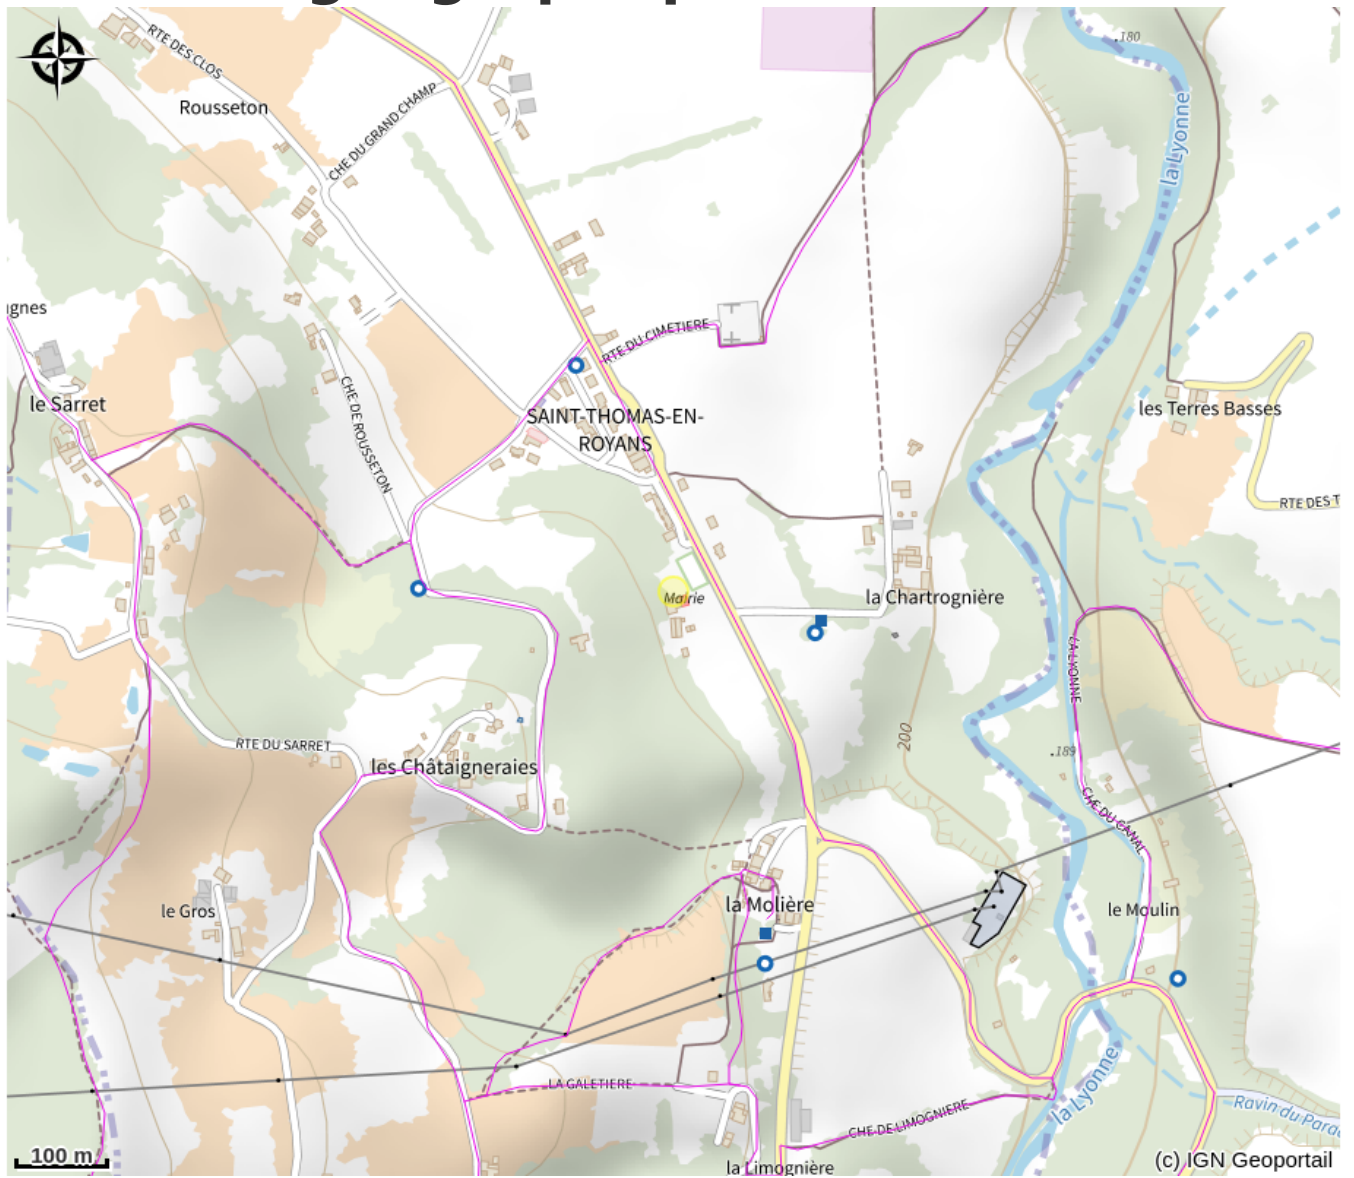 180
RTE DES CLOS
la Lyonne
Rousseton
CHE DU GRAND CHAMP
ignes
RTE DU CIMETIERE
le Sarret
CHE DE ROUSSETON
SAINT-THOMAS-EN-
ROYANS
les Terres Basses
RTE DES T
Mairie
la Chartrognière
LA LYONNE
200
189
RTE DU SARRET
les Châtaigneraies
CHE DU CANAL
la Molière
le Gros
le Moulin
LA GALETIERE
la Lyonne
CHE DE LIMOGNIERE
Ravin du Para
100 m
(c) IGN Geoportail
la Limognière